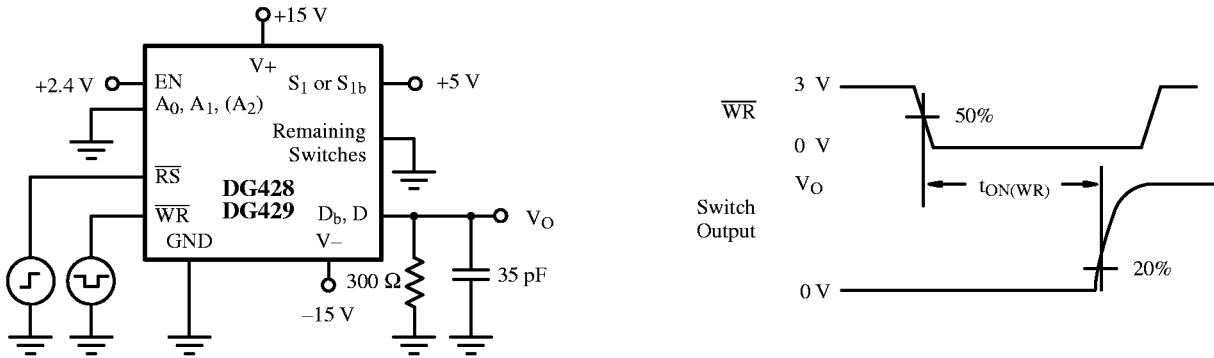 +15 V
V+
+2.4 V
EN
S1 or S1b
+5 V
A0, A1, (A2)
Remaining
Switches
RS
DG428
DG429
WR
Db, D
VO
GND
V–
300 Ω
35 pF
–15 V
3 V
WR
50%
0 V
VO
tON(WR)
Switch
Output
20%
0 V